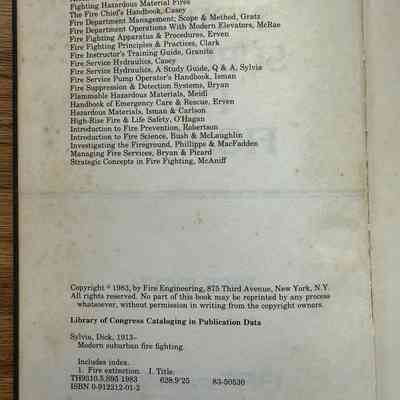 Fighting Hazardous Material Fires
The Fire Chief's Handbook, Casey
Fire Department Management; Scope & Method, Gratz
Fire Department Operations With Modern Elevators, McRae
Fire Fighting Apparatus & Procedures, Erven
Fire Fighting Principles & Practices, Clark
Fire Instructor's Training Guide, Granito
Fire Service Hydraulics, Casey
Fire Service Hydraulics, A Study Guide, Q & A, Sylvia
Fire Service Pump Operator's Handbook, Isman
Fire Suppression & Detection Systems, Bryan
Flammable Hazardous Materials, Meidl
Handbook of Emergency Care & Rescue, Erven
Hazardous Materials, Isman & Carlson
High-Rise Fire & Life Safety, O'Hagan
Introduction to Fire Prevention, Robertson
Introduction to Fire Science, Bush & McLaughlin
Investigating the Fireground, Phillipps & MacFadden
Managing Fire Services, Bryan & Picard
Strategic Concepts in Fire Fighting, McAniff
Copyright © 1983, by Fire Engineering, 875 Third Avenue, New York, N.Y.
All rights reserved. No part of this book may be reprinted by any process
whatsoever, without permission in writing from the copyright owners.
Library of Congress Cataloging in Publication Data
Sylvia, Dick, 1913–
Modern suburban fire fighting.
Includes index.
1. Fire extinction. I. Title.
TH9310.5.S95 1983 628.9'25 83-50530
ISBN 0-912212-01-2